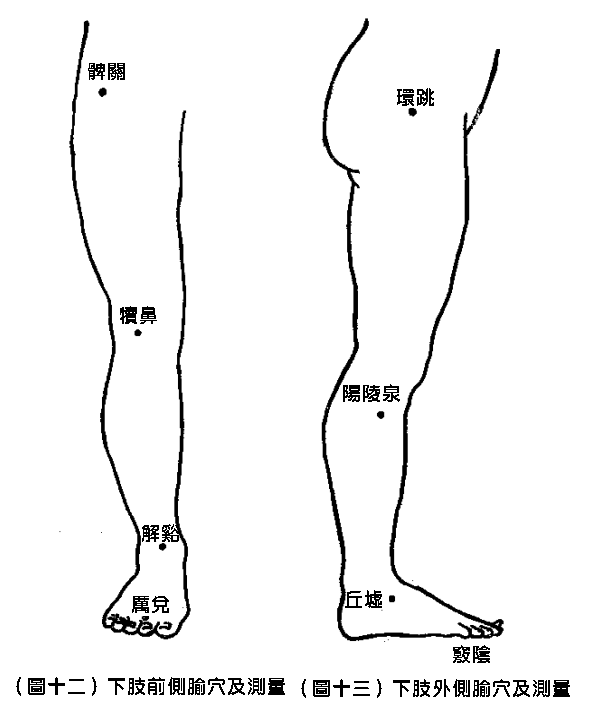 髀關
犢鼻
解谿
厲兌
(圖十二)下肢前側腧穴及測量
環跳
陽陵泉
丘墟
竅陰
(圖十三)下肢外側腧穴及測量